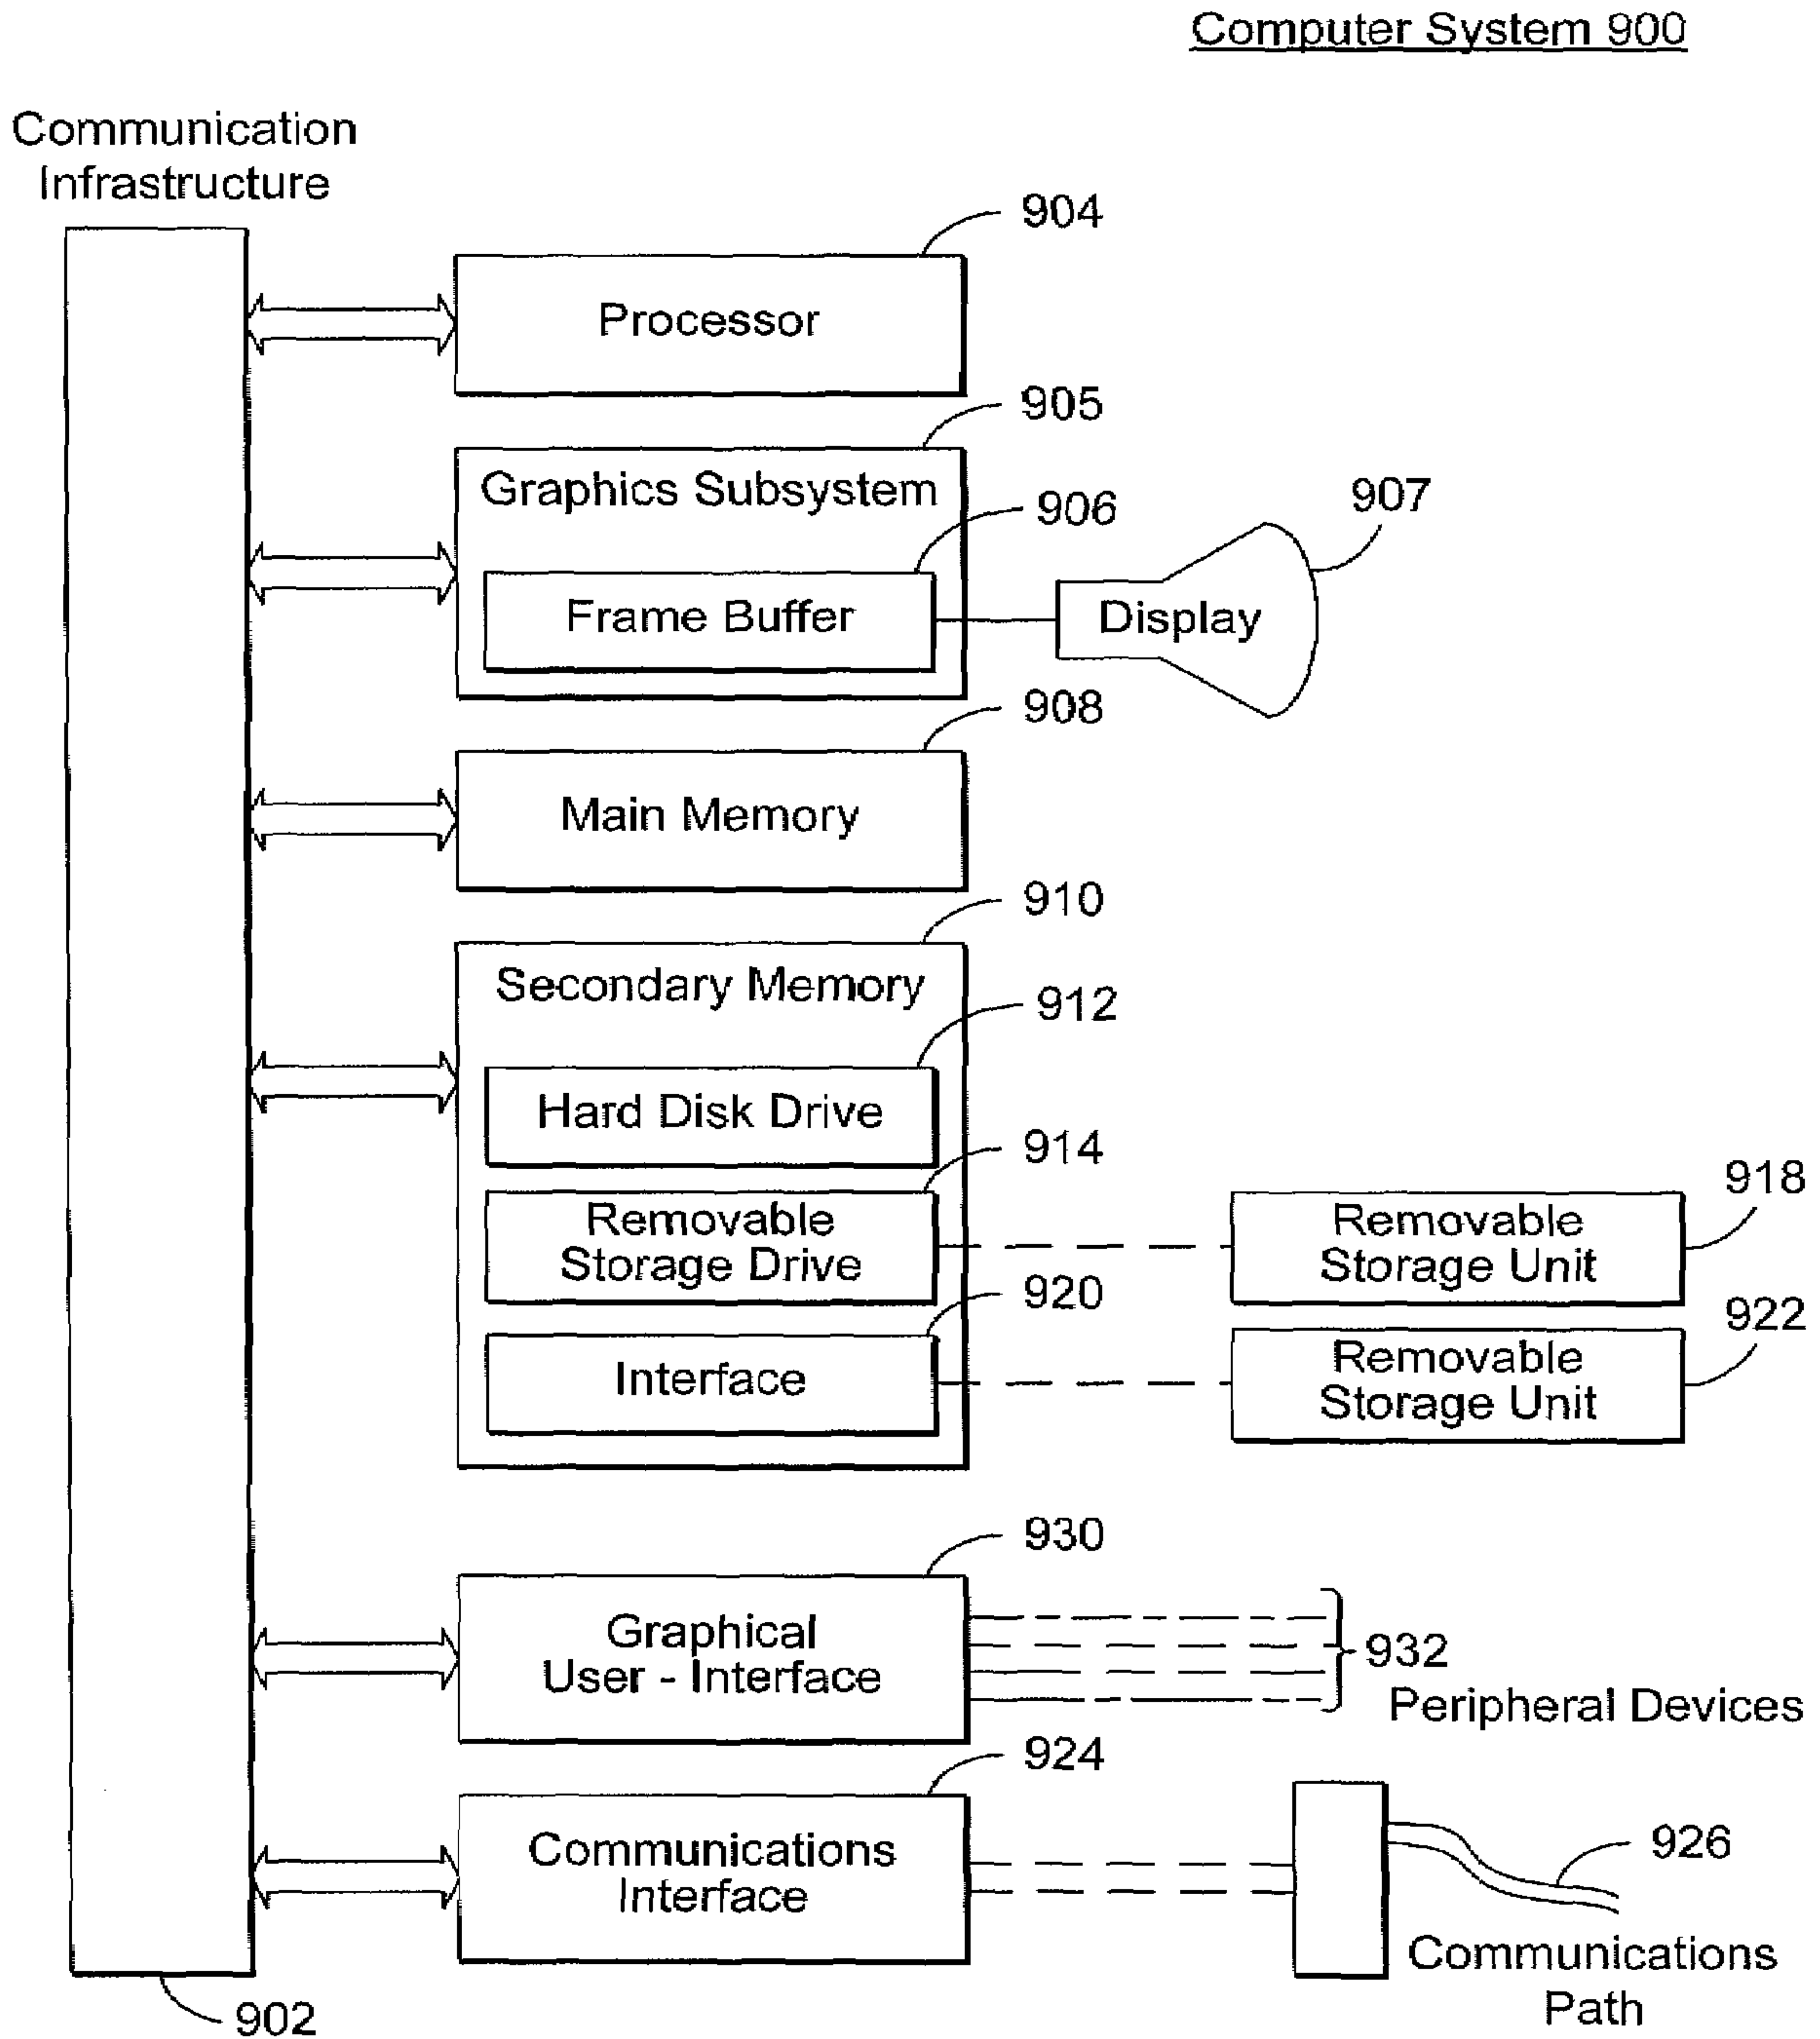 Computer System 900
Communication
Infrastructure
904
Processor
905
Graphics Subsystem
906
907
Frame Buffer
Display
908
Main Memory
910
Secondary Memory
912
Hard Disk Drive
914
918
Removable
Storage Drive
Removable
Storage Unit
920
922
Interface
Removable
Storage Unit
930
Graphical
User - Interface
932
Peripheral Devices
924
Communications
Interface
926
Communications
Path
902